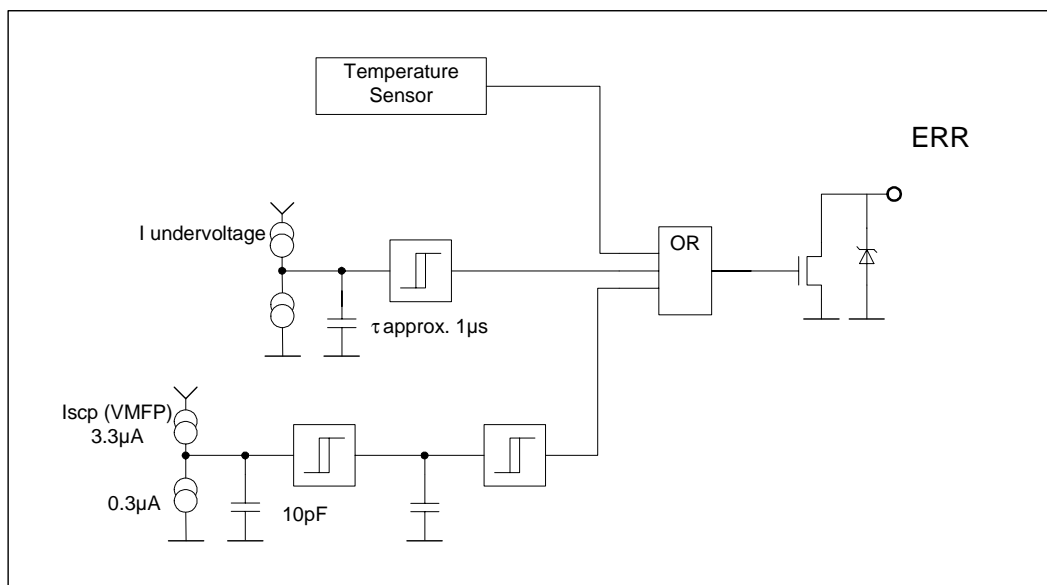 Temperature
Sensor
ERR
I undervoltage
OR
τ approx. 1µs
Iscp (VMFP)
3.3µA
0.3µA
10pF